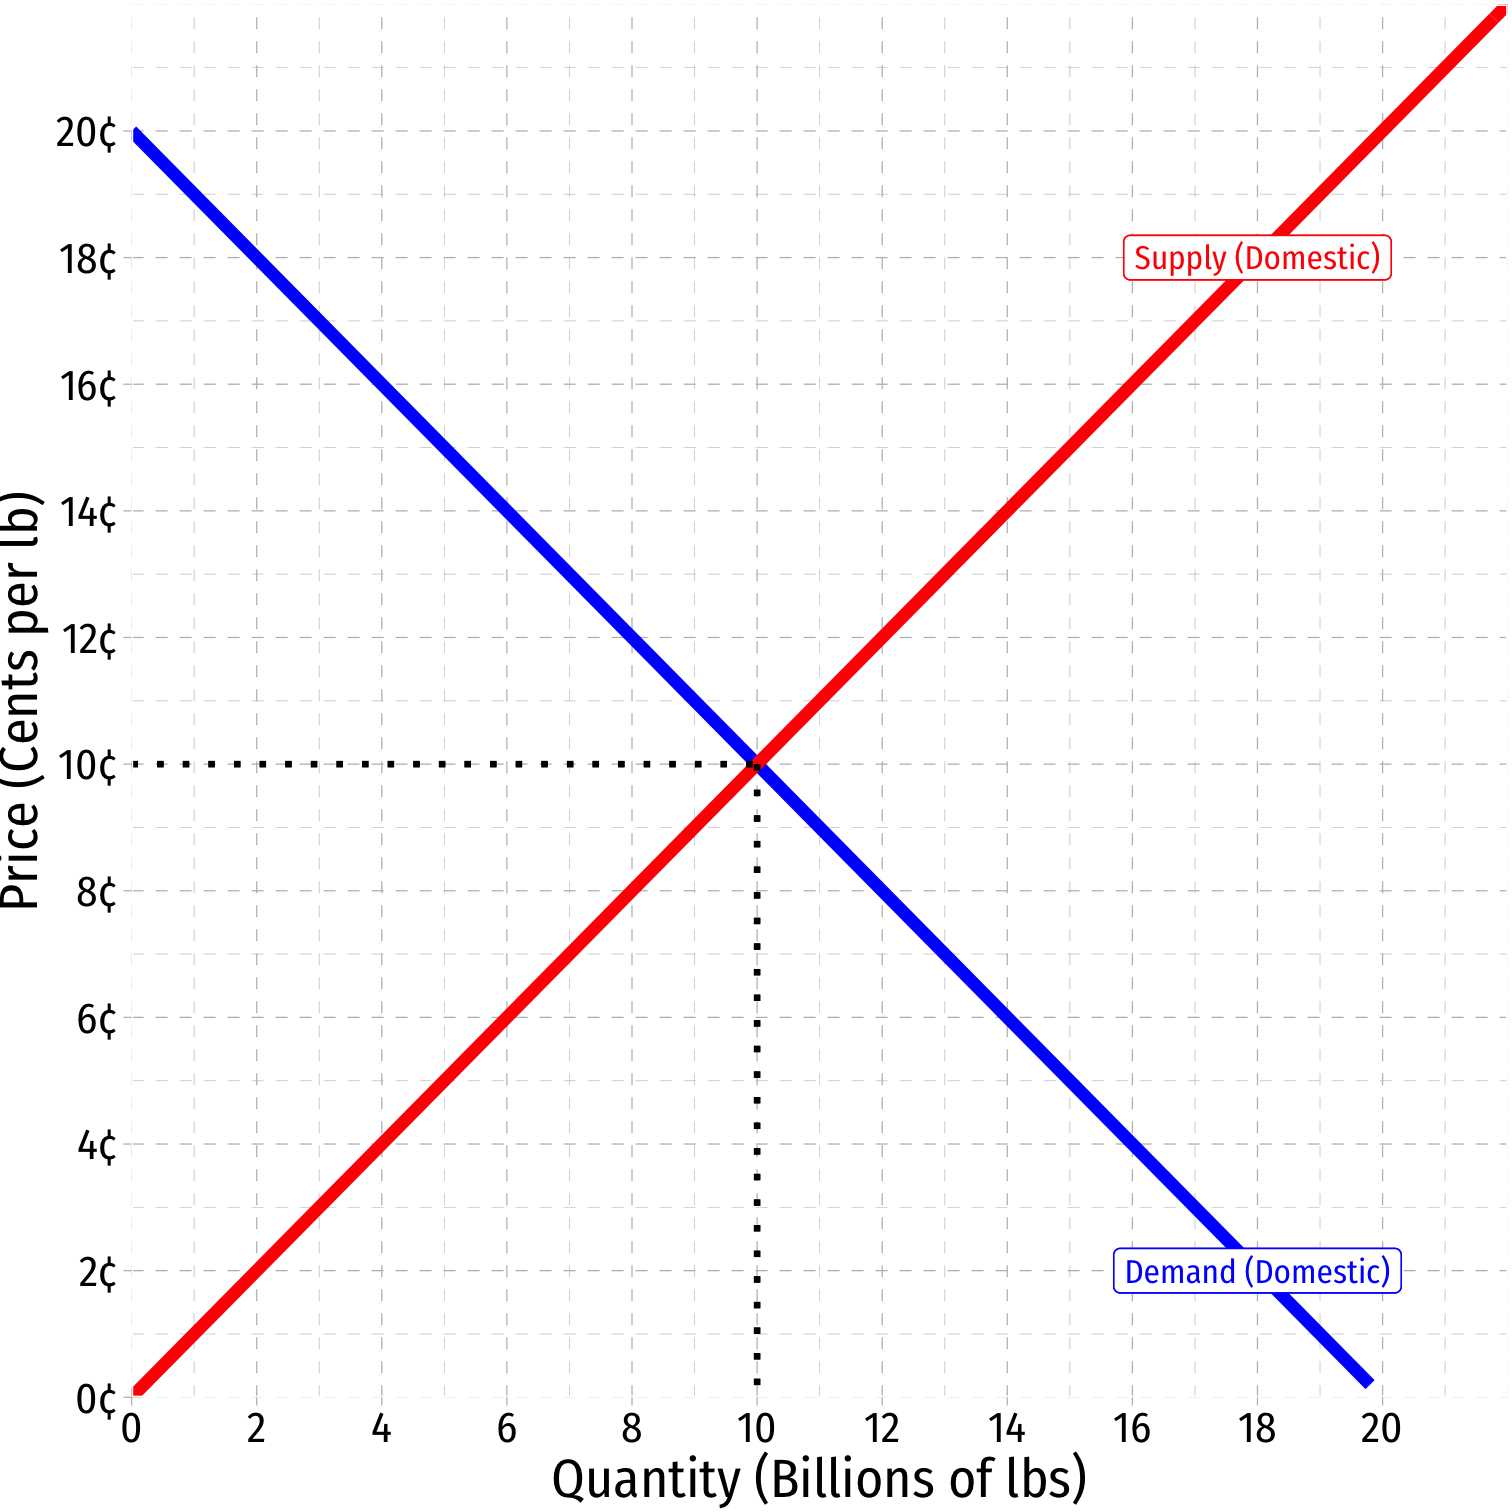 Price (Cents per lb)
20¢
18¢
16¢
14¢
12¢
10¢
8¢
6¢
4¢
2¢
0¢
Supply (Domestic)
Demand (Domestic)
0 2 4 6 8 10 12 14 16 18 20
Quantity (Billions of lbs)